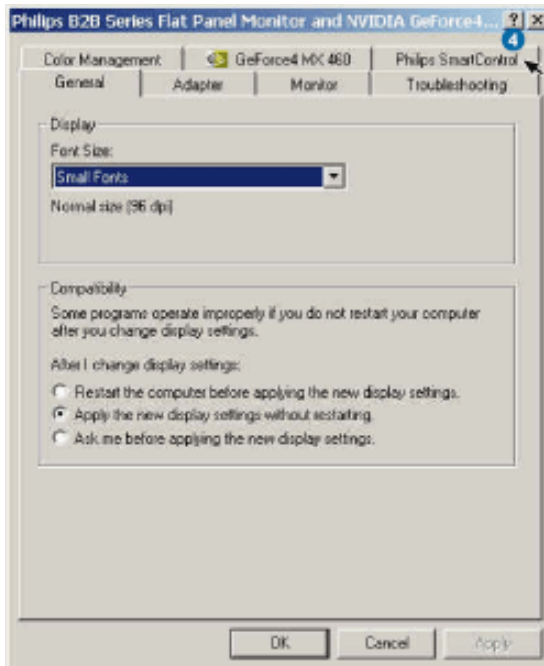 Philips B2B Series Flat Panel Monitor and NVIDIA GeForce4... ? X
4
Color Management GeForce4 MX 460 Philips SmartControl
General Adapter Monitor Troubleshooting
Display
Font Size:
Small Fonts
Normal size (96 dpi)
Compatibility
Some programs operate improperly if you do not restart your computer
after you change display settings.
After I change display settings:
Restart the computer before applying the new display settings.
Apply the new display settings without restarting.
Ask me before applying the new display settings.
OK Cancel Apply